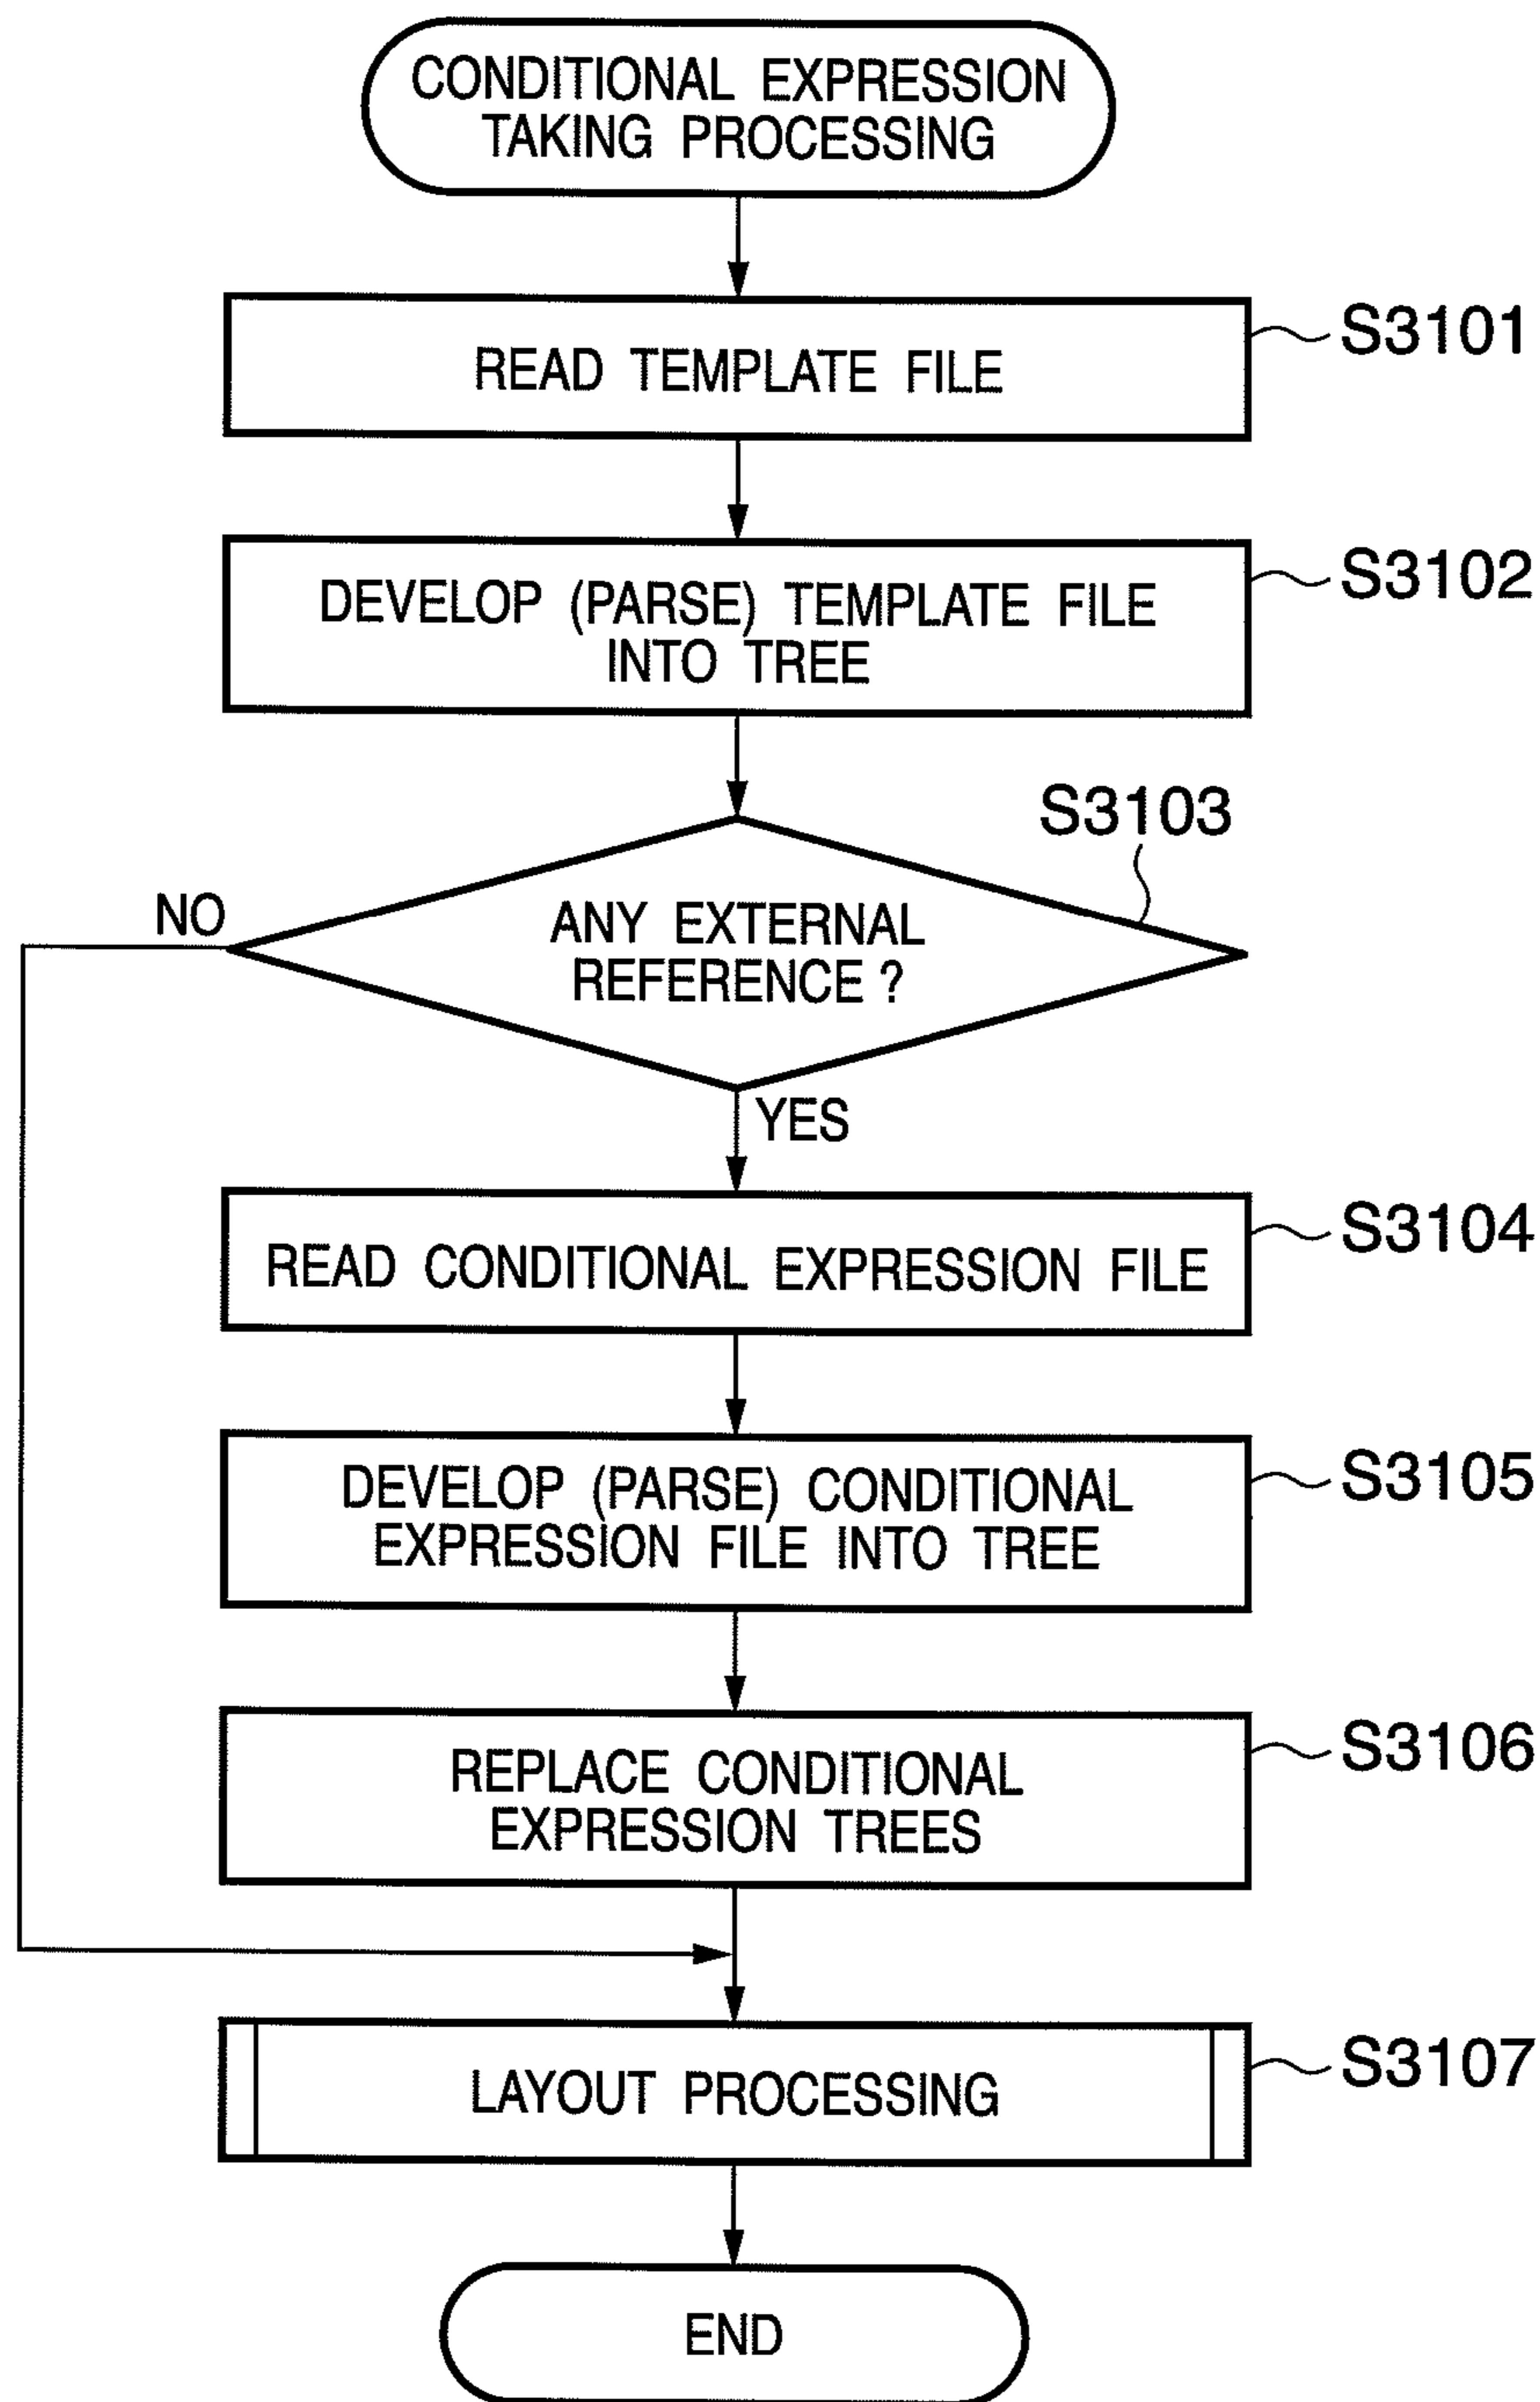 CONDITIONAL EXPRESSION
TAKING PROCESSING
READ TEMPLATE FILE
S3101
DEVELOP (PARSE) TEMPLATE FILE
INTO TREE
S3102
S3103
NO
ANY EXTERNAL
REFERENCE ?
YES
READ CONDITIONAL EXPRESSION FILE
S3104
DEVELOP (PARSE) CONDITIONAL
EXPRESSION FILE INTO TREE
S3105
REPLACE CONDITIONAL
EXPRESSION TREES
S3106
LAYOUT PROCESSING
S3107
END